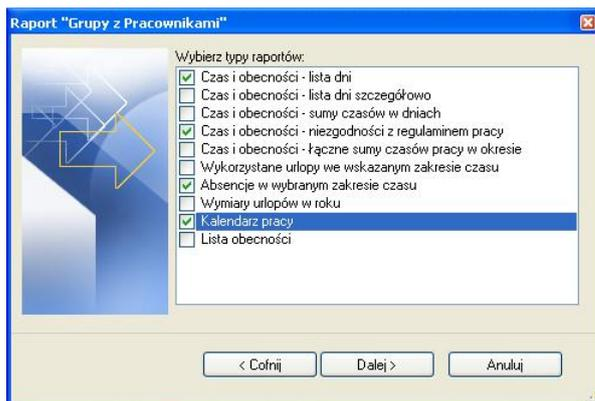 Raport "Grupy z Pracownikami"
Wybierz typy raportów:
Czas i obecności - lista dni
Czas i obecności - lista dni szczegółowo
Czas i obecności - sumy czasów w dniach
Czas i obecności - niezgodności z regulaminem pracy
Czas i obecności - łączne sumy czasów pracy w okresie
Wykorzystane urlopy we wskazanym zakresie czasu
Absencje w wybranym zakresie czasu
Wymiary urlopów w roku
Kalendarz pracy
Lista obecności
< Cofnij
Dalej >
Anuluj